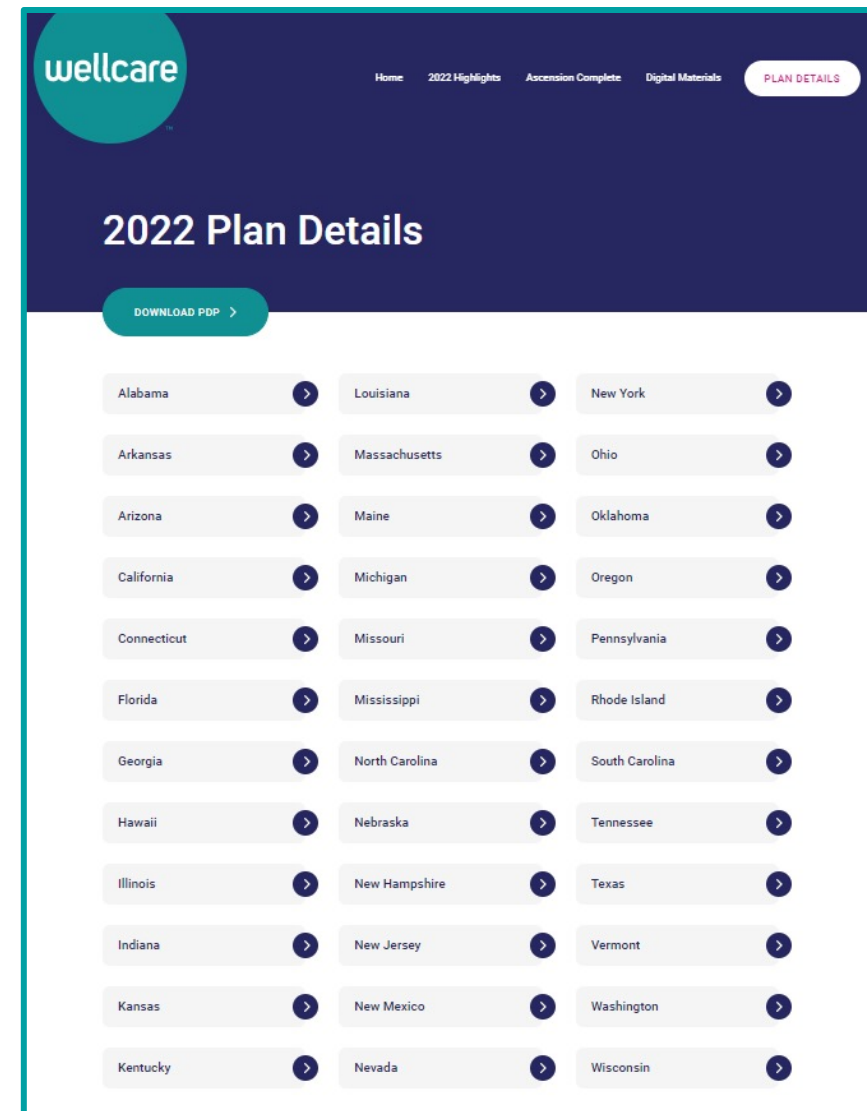 wellcare
TM
Home 2022 Highlights Ascension Complete Digital Materials PLAN DETAILS
2022 Plan Details
DOWNLOAD PDP
Alabama Louisiana New York
Arkansas Massachusetts Ohio
Arizona Maine Oklahoma
California Michigan Oregon
Connecticut Missouri Pennsylvania
Florida Mississippi Rhode Island
Georgia North Carolina South Carolina
Hawaii Nebraska Tennessee
Illinois New Hampshire Texas
Indiana New Jersey Vermont
Kansas New Mexico Washington
Kentucky Nevada Wisconsin